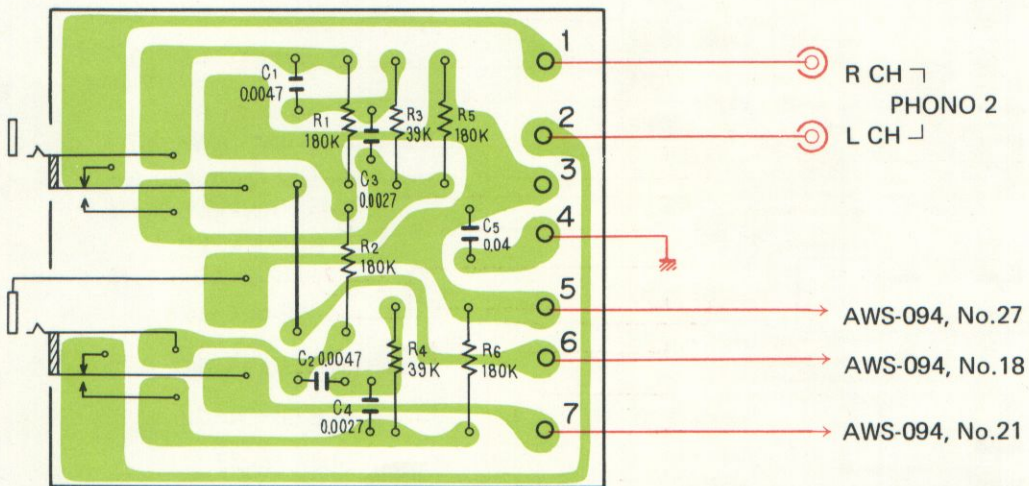 1
R CH
PHONO 2
2
L CH
3
4
5
AWS-094, No.27
6
AWS-094, No.18
7
AWS-094, No.21
C1
0.0047
R1
180K
R3
39K
R5
180K
C3
0.0027
R2
180K
C5
0.04
C2 0.0047
R4
39K
R6
180K
C4
0.0027